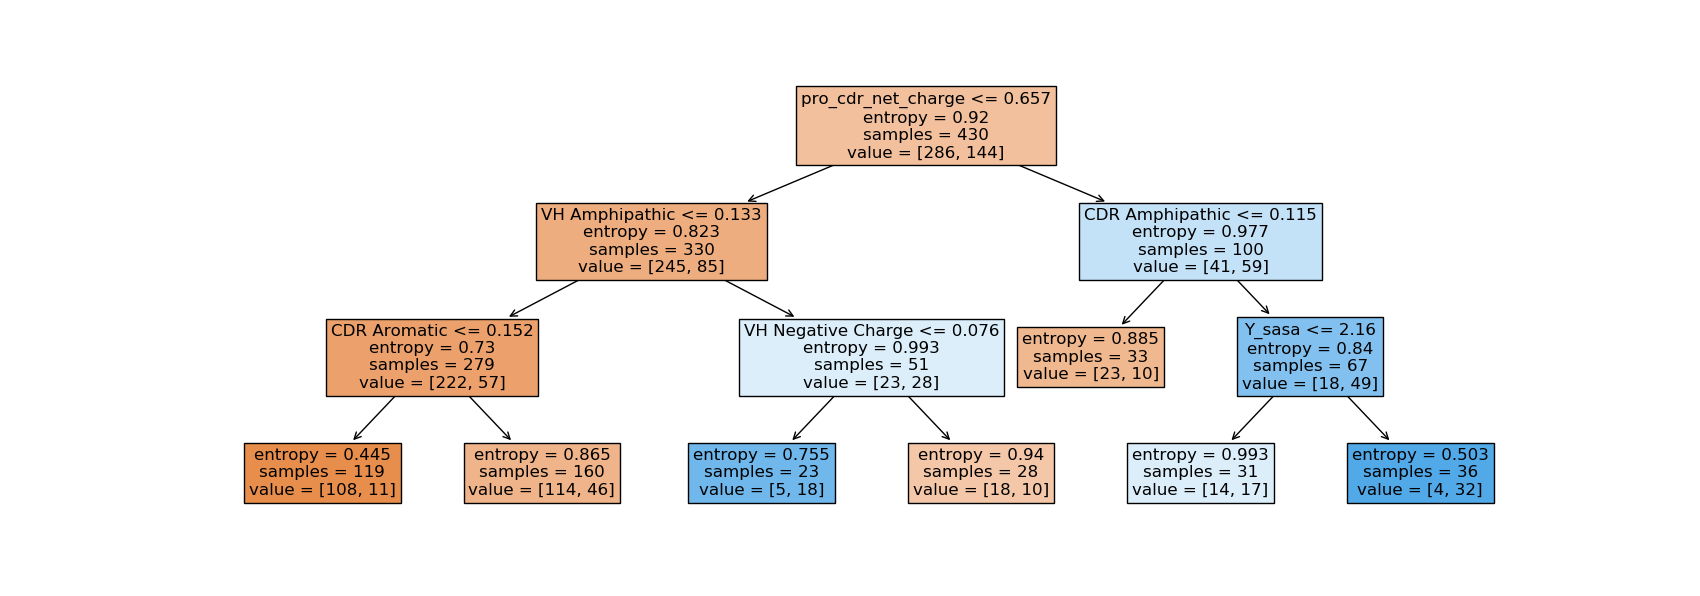 pro_cdr_net_charge <= 0.657
entropy = 0.92
samples = 430
value = [286, 144]
VH Amphipathic <= 0.133
entropy = 0.823
samples = 330
value = [245, 85]
CDR Amphipathic <= 0.115
entropy = 0.977
samples = 100
value = [41, 59]
CDR Aromatic <= 0.152
entropy = 0.73
samples = 279
value = [222, 57]
VH Negative Charge <= 0.076
entropy = 0.993
samples = 51
value = [23, 28]
entropy = 0.885
samples = 33
value = [23, 10]
Y_sasa <= 2.16
entropy = 0.84
samples = 67
value = [18, 49]
entropy = 0.445
samples = 119
value = [108, 11]
entropy = 0.865
samples = 160
value = [114, 46]
entropy = 0.755
samples = 23
value = [5, 18]
entropy = 0.94
samples = 28
value = [18, 10]
entropy = 0.993
samples = 31
value = [14, 17]
entropy = 0.503
samples = 36
value = [4, 32]